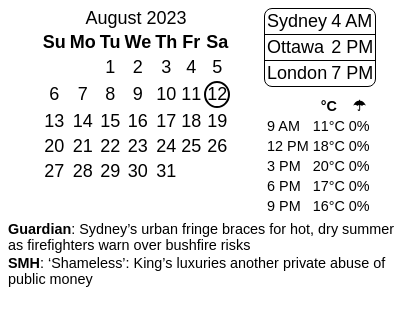 August 2023
Su Mo Tu We Th Fr Sa
1 2 3 4 5
6 7 8 9 10 11 12
13 14 15 16 17 18 19
20 21 22 23 24 25 26
27 28 29 30 31
Sydney 4 AM
Ottawa 2 PM
London 7 PM
°C ☂
9 AM 11°C 0%
12 PM 18°C 0%
3 PM 20°C 0%
6 PM 17°C 0%
9 PM 16°C 0%
Guardian: Sydney’s urban fringe braces for hot, dry summer
as firefighters warn over bushfire risks
SMH: ‘Shameless’: King’s luxuries another private abuse of
public money